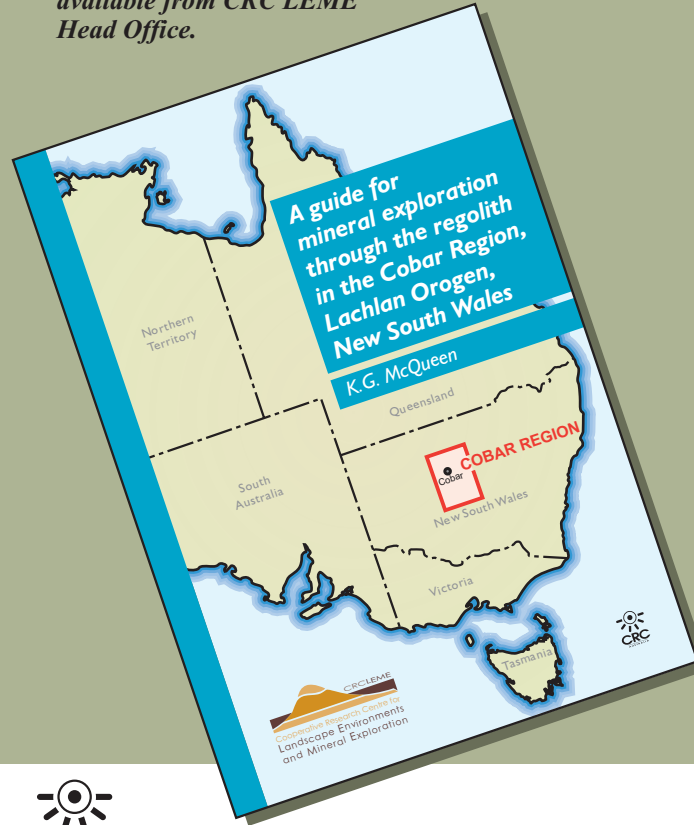 available from CRC LEME
Head Office.
A guide for
mineral exploration
through the regolith
in the Cobar Region,
Lachlan Orogen,
New South Wales
K.G. McQueen
Northern
Territory
Queensland
South
Australia
COBAR REGION
Cobar
New South Wales
Victoria
Tasmania
CRC
AUSTRALIA
CRCLEME
Cooperative Research Centre for
Landscape Environments
and Mineral Exploration